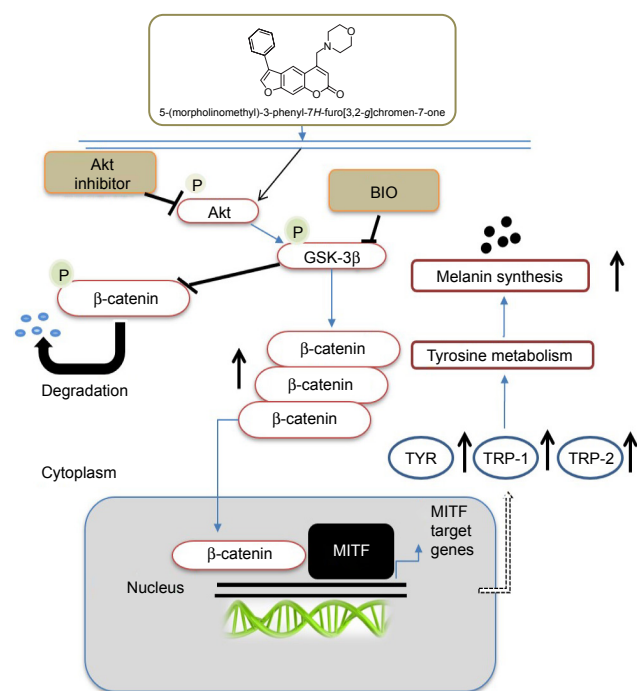 O
N
O
O
O
5-(morpholinomethyl)-3-phenyl-7H-furo[3,2-g]chromen-7-one
Akt
inhibitor
P
Akt
BIO
P
GSK-3β
P
β-catenin
Degradation
β-catenin
β-catenin
β-catenin
Melanin synthesis
Tyrosine metabolism
TYR
TRP-1
TRP-2
Cytoplasm
MITF
target
genes
β-catenin
MITF
Nucleus